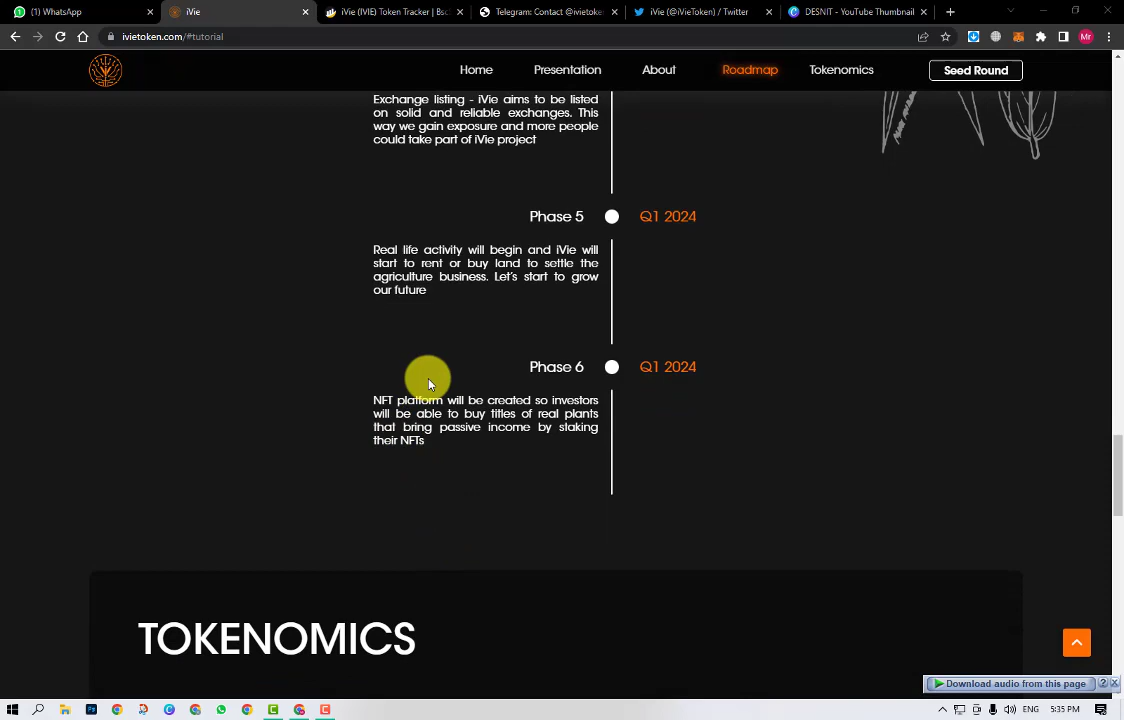 (1) WhatsApp
iVie
iVie (IVIE) Token Tracker | Bsc
Telegram: Contact @ivietoke
iVie (@iVieToken) / Twitter
DESNIT - YouTube Thumbnail
ivietoken.com/#tutorial
Mr
Home
Presentation
About
Roadmap
Tokenomics
Seed Round
Exchange listing - iVie aims to be listed
on solid and reliable exchanges. This
way we gain exposure and more people
could take part of iVie project
Phase 5
Q1 2024
Real life activity will begin and iVie will
start to rent or buy land to settle the
agriculture business. Let's start to grow
our future
Phase 6
Q1 2024
NFT platform will be created so investors
will be able to buy titles of real plants
that bring passive income by staking
their NFTs
TOKENOMICS
Download audio from this page
?
ENG
5:35 PM